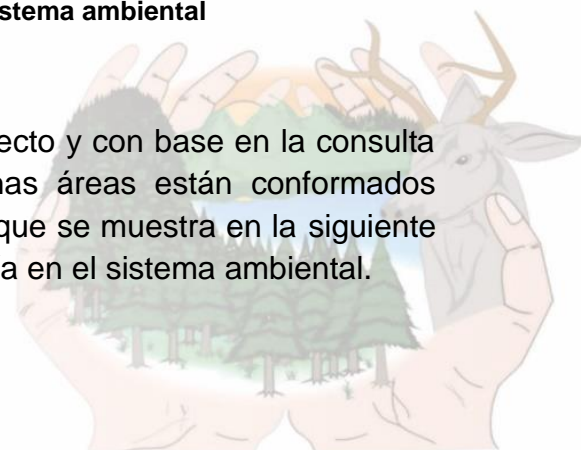 stema ambiental
ecto y con base en la consulta
nas áreas están conformados
que se muestra en la siguiente
a en el sistema ambiental.